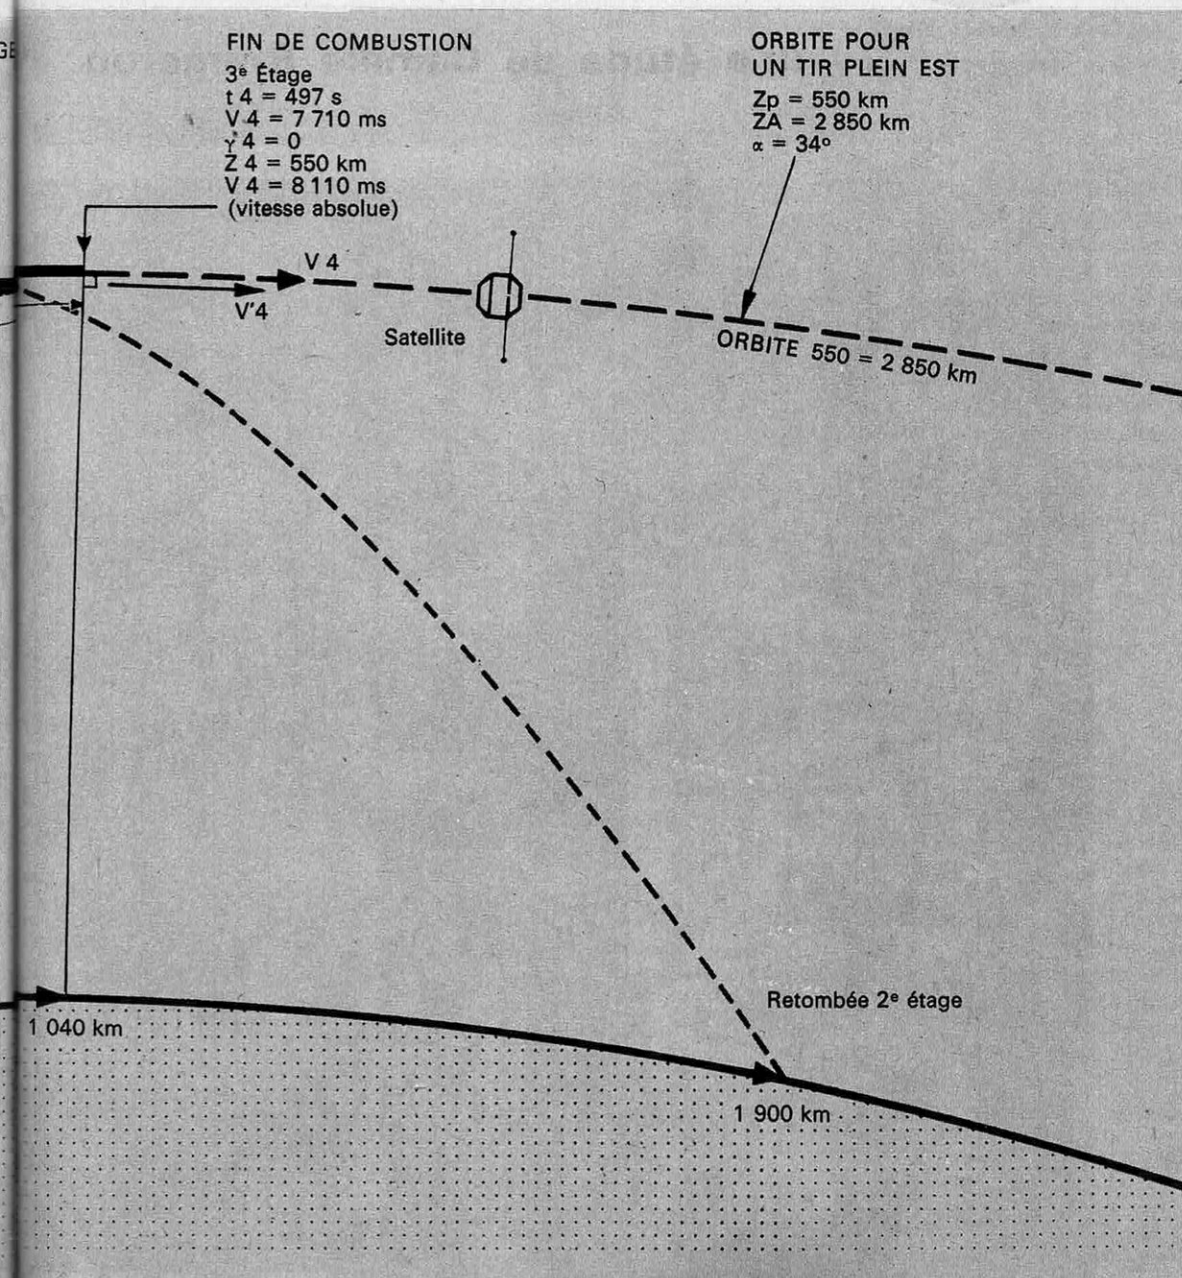 FIN DE COMBUSTION
3e Étage
t 4 = 497 s
V 4 = 7 710 ms
γ 4 = 0
Z 4 = 550 km
V 4 = 8 110 ms
(vitesse absolue)
ORBITE POUR
UN TIR PLEIN EST
Zp = 550 km
ZA = 2 850 km
α = 34º
V 4
V'4
Satellite
ORBITE 550 = 2 850 km
Retombée 2e étage
1 040 km
1 900 km